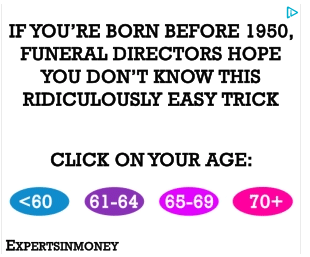 IF YOU'RE BORN BEFORE 1950,
FUNERAL DIRECTORS HOPE
YOU DON'T KNOW THIS
RIDICULOUSLY EASY TRICK
CLICK ON YOUR AGE:
<60 61-64 65-69 70+
EXPERTSINMONEY